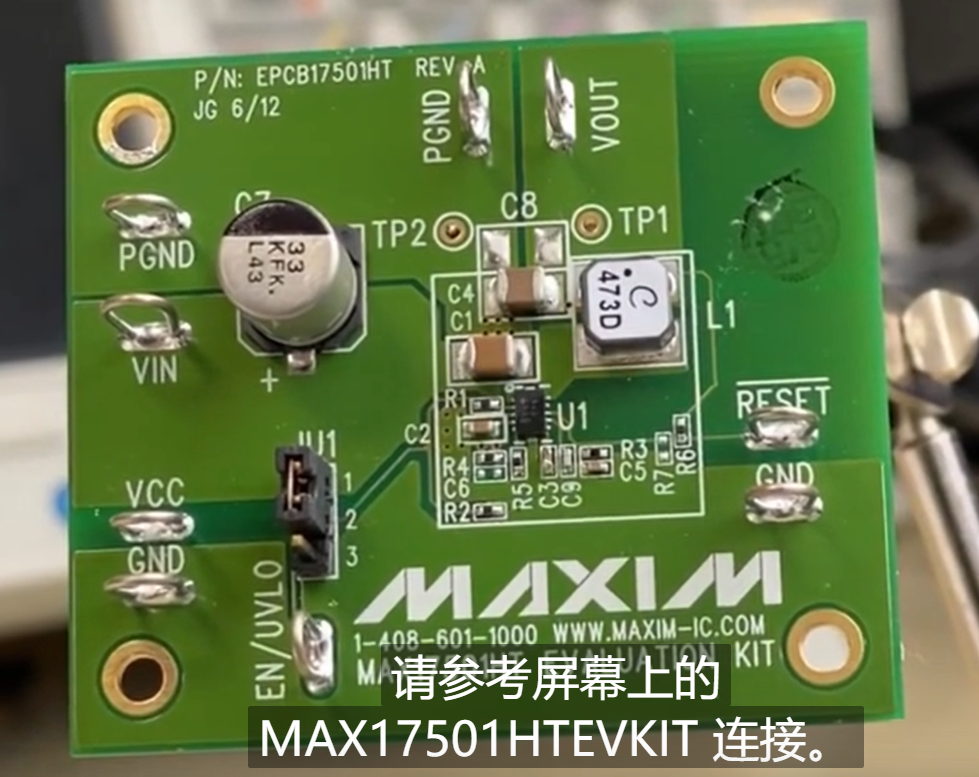 P/N: EPCB17501HT REV A
JG 6/12
PGND
VOUT
C7
C8
TP2
TP1
PGND
33
KFK.
L43
C4
C1
C
473D
L1
VIN
+
R1
U1
RESET
C2
JU1
1
R4
C6
R5
C3
C9
R3
C5
R7
R6
VCC
2
R2
GND
GND
3
EN/UVLO
MAXIM
1-408-601-1000 WWW.MAXIM-IC.COM
MAX17501HT EVALUATION KIT
请参考屏幕上的
MAX17501HTEVKIT 连接。